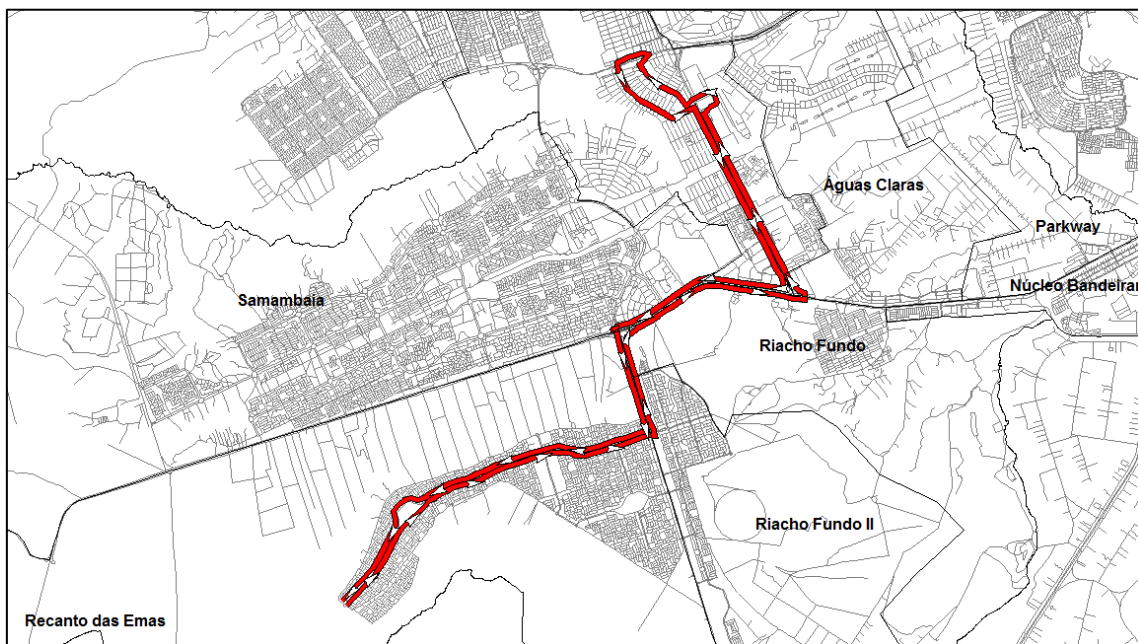 Águas Claras
Parkway
Núcleo Bandeiran
Samambaia
Riacho Fundo
Riacho Fundo II
Recanto das Emas